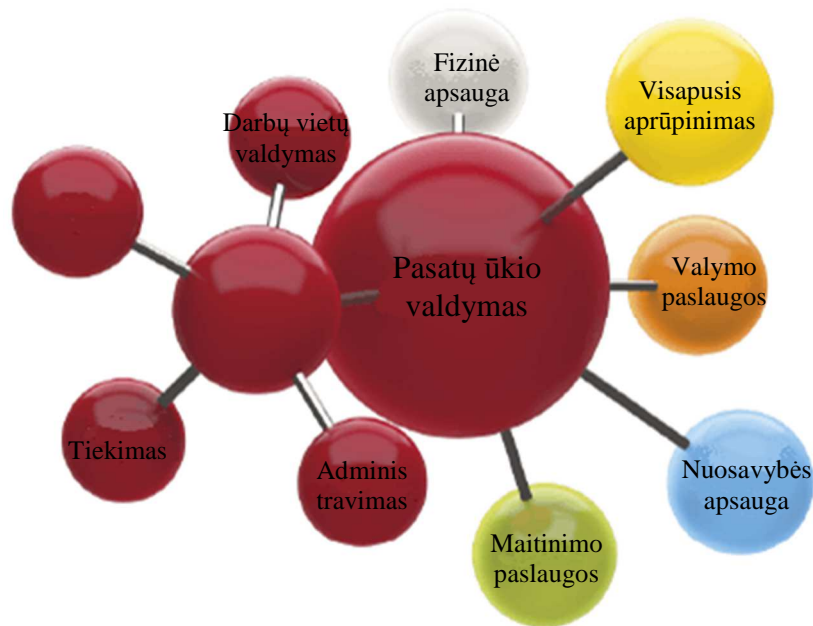 Fizinė
apsauga
Visapusis
aprūpinimas
Darbų vietų
valdymas
Pasatų ūkio
valdymas
Valymo
paslaugos
Tiekimas
Adminis
travimas
Nuosavybės
apsauga
Maitinimo
paslaugos